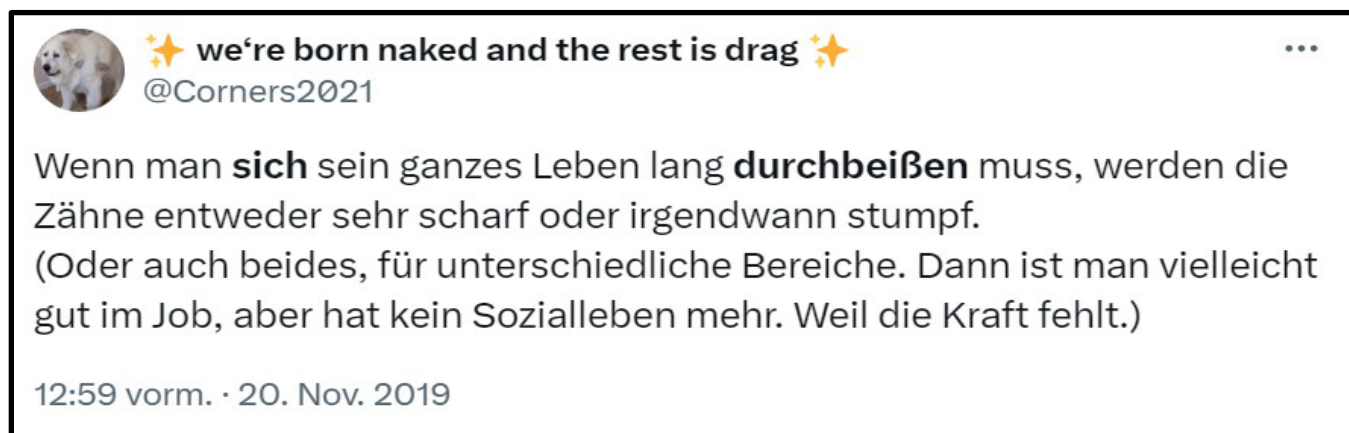 ✨ we‘re born naked and the rest is drag ✨
@Corners2021
Wenn man sich sein ganzes Leben lang durchbeißen muss, werden die
Zähne entweder sehr scharf oder irgendwann stumpf.
(Oder auch beides, für unterschiedliche Bereiche. Dann ist man vielleicht
gut im Job, aber hat kein Sozialleben mehr. Weil die Kraft fehlt.)
12:59 vorm. · 20. Nov. 2019